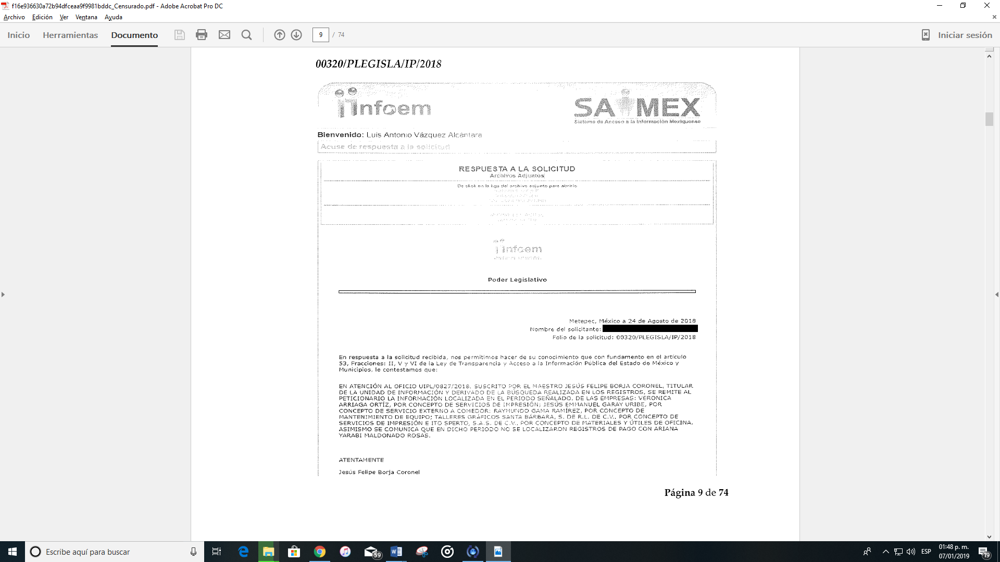 f16e936630a72b94dfceaa9f9981bddc_Censurado.pdf - Adobe Acrobat Pro DC
Archivo Edición Ver Ventana Ayuda
Inicio Herramientas Documento 9 / 74 Iniciar sesión
00320/PLEGISLA/IP/2018
infoem
SAIMEX
Sistema de Acceso a la Información Mexiquense
Bienvenido: Luis Antonio Vázquez Alcántara
Acuse de respuesta a la solicitud
RESPUESTA A LA SOLICITUD
Archivos Adjuntos
De click en la liga del archivo adjunto para abrirlo
infoem
Poder Legislativo
Metepec, México a 24 de Agosto de 2018
Nombre del solicitante:
Folio de la solicitud: 00320/PLEGISLA/IP/2018
En respuesta a la solicitud recibida, nos permitimos hacer de su conocimiento que con fundamento en el artículo
53, Fracciones: II, V y VI de la Ley de Transparencia y Acceso a la Información Pública del Estado de México y
Municipios, le contestamos que:
EN ATENCIÓN AL OFICIO UIPL/0827/2018, SUSCRITO POR EL MAESTRO JESÚS FELIPE BORJA CORONEL, TITULAR
DE LA UNIDAD DE INFORMACIÓN Y DERIVADO DE LA BÚSQUEDA REALIZADA EN LOS REGISTROS, SE REMITE AL
PETICIONARIO LA INFORMACIÓN LOCALIZADA EN EL PERIODO SEÑALADO, DE LAS EMPRESAS: VERONICA
ARRIAGA ORTÍZ, POR CONCEPTO DE SERVICIOS DE IMPRESIÓN; JESÚS EMMANUEL GARAY URIBE, POR
CONCEPTO DE SERVICIO EXTERNO A COMEDOR; RAYMUNDO GAMA RAMÍREZ, POR CONCEPTO DE
MANTENIMIENTO DE EQUIPO; TALLERES GRÁFICOS SANTA BÁRBARA, S. DE R.L. DE C.V., POR CONCEPTO DE
SERVICIOS DE IMPRESIÓN E ITO SPERTO, S.A.S. DE C.V., POR CONCEPTO DE MATERIALES Y ÚTILES DE OFICINA.
ASIMISMO SE COMUNICA QUE EN DICHO PERIODO NO SE LOCALIZARON REGISTROS DE PAGO CON ARIANA
YARABI MALDONADO ROSAS.
ATENTAMENTE
Jesús Felipe Borja Coronel
Página 9 de 74
Escribe aquí para buscar
59
ESP
01:48 p. m.
07/01/2019
19